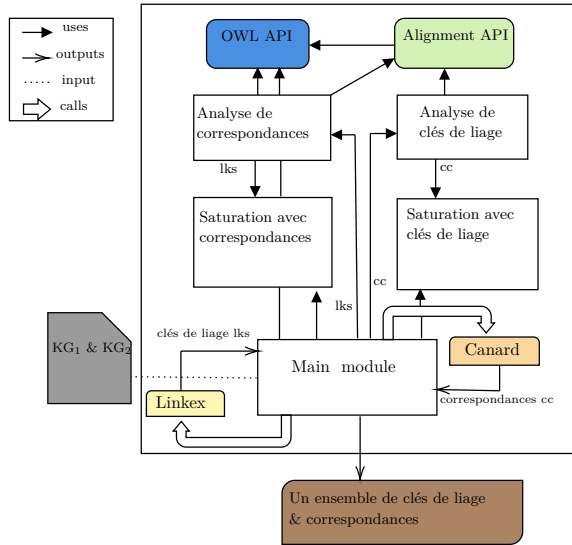 uses
outputs
input
calls
OWL API
Alignment API
Analyse de
correspondances
Analyse de
clés de liage
lks
cc
Saturation avec
correspondances
Saturation avec
clés de liage
cc
lks
clés de liage lks
KG₁ & KG₂
Main module
Canard
Linkex
correspondances cc
Un ensemble de clés de liage
& correspondances